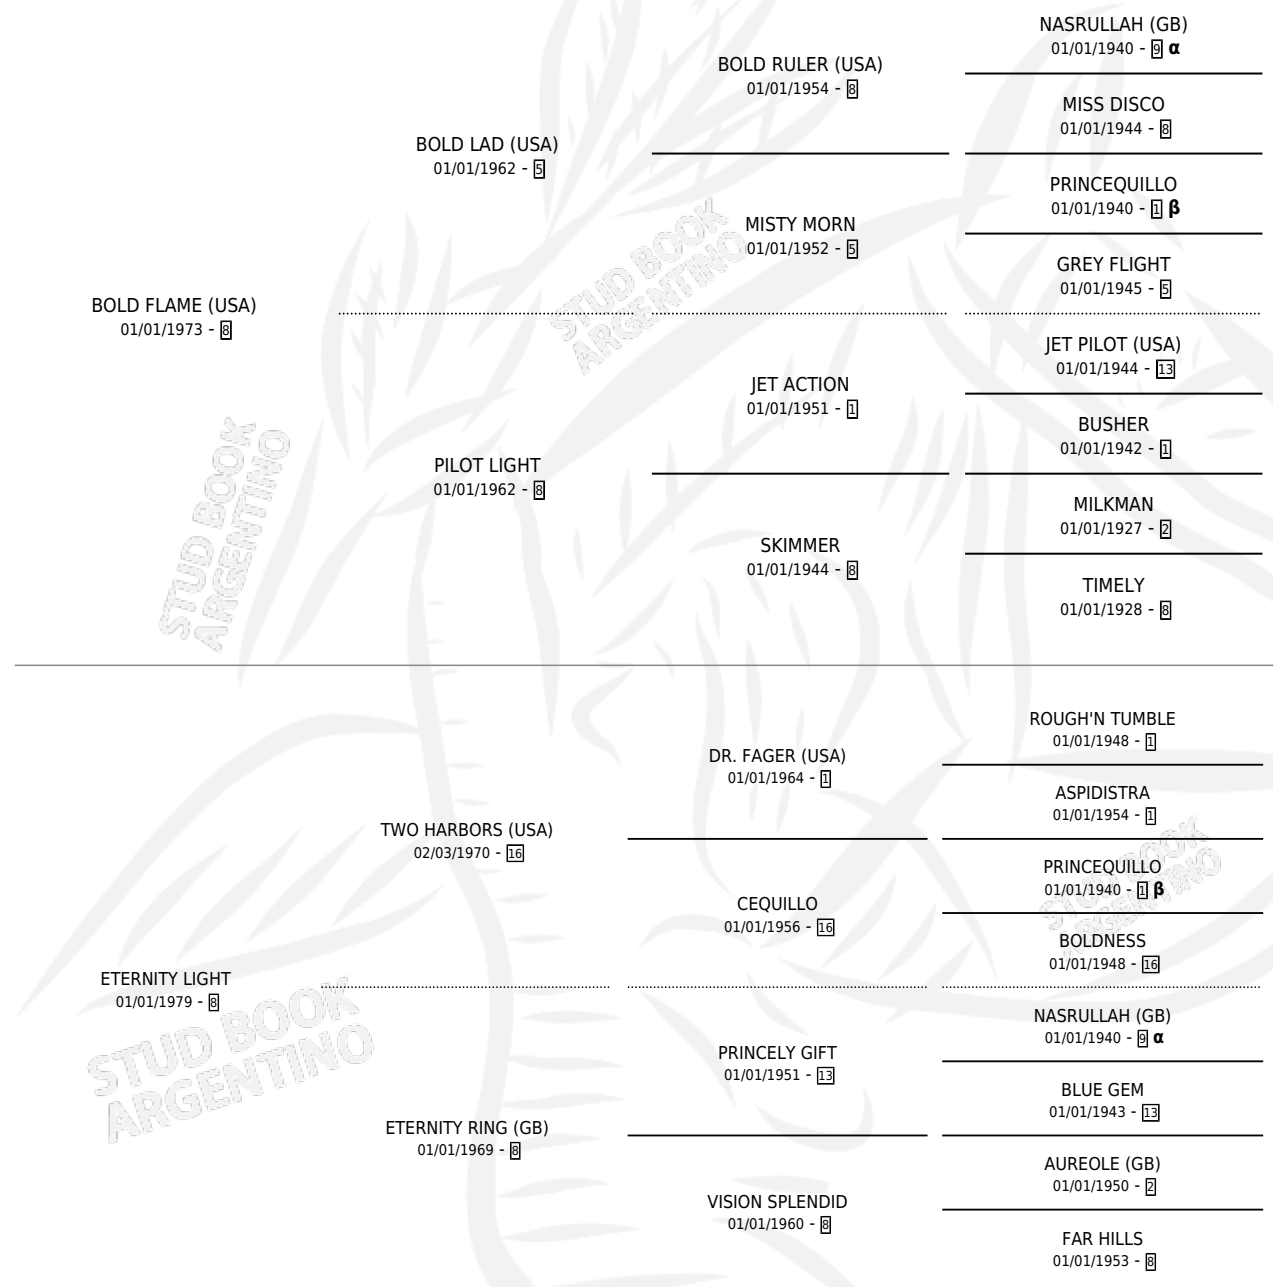 NASRULLAH (GB)
01/01/1940 - 9 α
BOLD RULER (USA)
01/01/1954 - 8
MISS DISCO
01/01/1944 - 8
BOLD LAD (USA)
01/01/1962 - 5
PRINCEQUILLO
01/01/1940 - 1 β
MISTY MORN
01/01/1952 - 5
GREY FLIGHT
01/01/1945 - 5
BOLD FLAME (USA)
01/01/1973 - 8
STUD BOOK
ARGENTINO
JET PILOT (USA)
01/01/1944 - 13
JET ACTION
01/01/1951 - 1
BUSHER
01/01/1942 - 1
PILOT LIGHT
01/01/1962 - 8
MILKMAN
01/01/1927 - 2
SKIMMER
01/01/1944 - 8
TIMELY
01/01/1928 - 8
STUD BOOK
ARGENTINO
ROUGH'N TUMBLE
01/01/1948 - 1
DR. FAGER (USA)
01/01/1964 - 1
ASPIDISTRA
01/01/1954 - 1
TWO HARBORS (USA)
02/03/1970 - 16
PRINCEQUILLO
01/01/1940 - 1 β
CEQUILLO
01/01/1956 - 16
BOLDNESS
01/01/1948 - 16
STUD BOOK
ARGENTINO
ETERNITY LIGHT
01/01/1979 - 8
NASRULLAH (GB)
01/01/1940 - 9 α
PRINCELY GIFT
01/01/1951 - 13
BLUE GEM
01/01/1943 - 13
STUD BOOK
ARGENTINO
ETERNITY RING (GB)
01/01/1969 - 8
AUREOLE (GB)
01/01/1950 - 2
VISION SPLENDID
01/01/1960 - 8
FAR HILLS
01/01/1953 - 8